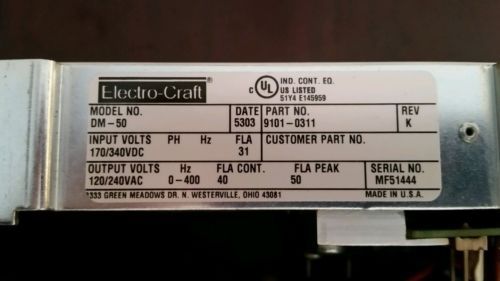 Electro-Craft®
C UL US LISTED
IND. CONT. EQ.
51Y4 E145959
MODEL NO. DATE PART NO. REV
DM-50 5303 9101-0311 K
INPUT VOLTS PH Hz FLA CUSTOMER PART NO.
170/340VDC 31
OUTPUT VOLTS Hz FLA CONT. FLA PEAK SERIAL NO.
120/240VAC 0-400 40 50 MF51444
333 GREEN MEADOWS DR. N. WESTERVILLE, OHIO 43081 MADE IN U.S.A.